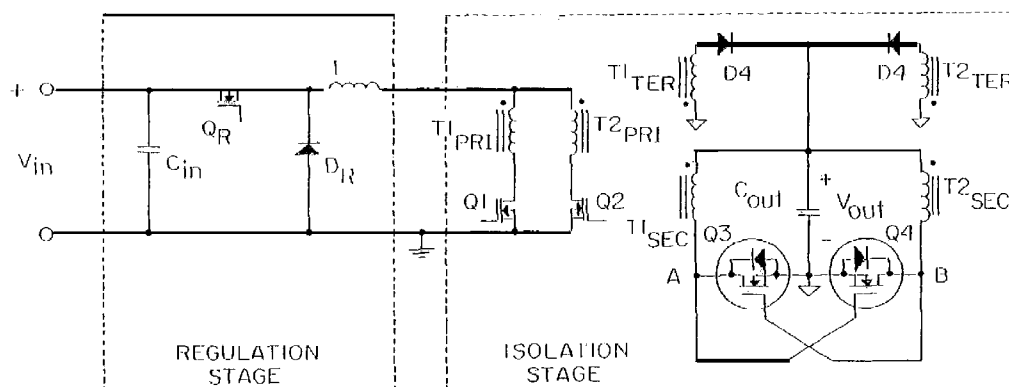 +
V_in
C_in
Q_R
D_R
T1_PRI
T2_PRI
Q1
Q2
D4
D4
T1_TER
T2_TER
T1_SEC
T2_SEC
C_out
+
V_out
-
Q3
Q4
A
B
REGULATION
STAGE
ISOLATION
STAGE